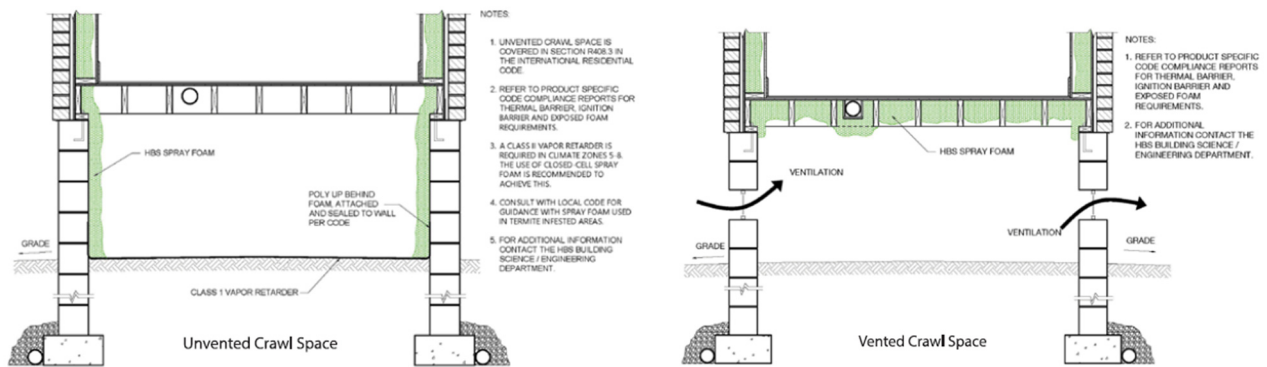 NOTES:
1. UNVENTED CRAWL SPACE IS
COVERED IN SECTION R408.3 IN
THE INTERNATIONAL RESIDENTIAL
CODE.
2. REFER TO PRODUCT SPECIFIC
CODE COMPLIANCE REPORTS FOR
THERMAL BARRIER, IGNITION
BARRIER AND EXPOSED FOAM
REQUIREMENTS.
3. A CLASS II VAPOR RETARDER IS
REQUIRED IN CLIMATE ZONES 5-8.
THE USE OF CLOSED-CELL SPRAY
FOAM IS RECOMMENDED TO
ACHIEVE THIS.
4. CONSULT WITH LOCAL CODE FOR
GUIDANCE WITH SPRAY FOAM USED
IN TERMITE INFESTED AREAS.
5. FOR ADDITIONAL INFORMATION
CONTACT THE HBS BUILDING
SCIENCE / ENGINEERING
DEPARTMENT.
HBS SPRAY FOAM
POLY UP BEHIND
FOAM, ATTACHED
AND SEALED TO WALL
PER CODE
GRADE
CLASS 1 VAPOR RETARDER
Unvented Crawl Space
NOTES:
1. REFER TO PRODUCT SPECIFIC
CODE COMPLIANCE REPORTS
FOR THERMAL BARRIER,
IGNITION BARRIER AND
EXPOSED FOAM
REQUIREMENTS.
2. FOR ADDITIONAL
INFORMATION CONTACT THE
HBS BUILDING SCIENCE /
ENGINEERING DEPARTMENT.
HBS SPRAY FOAM
VENTILATION
VENTILATION
GRADE
GRADE
Vented Crawl Space